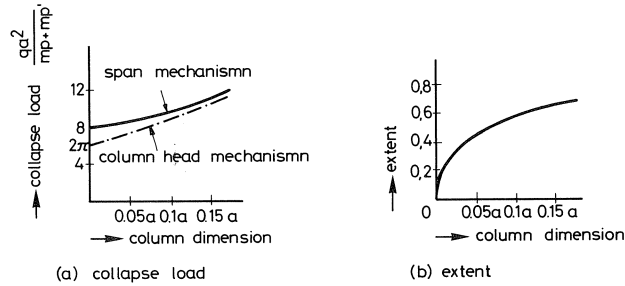 qa²
mp+mp'
collapse load
span mechanismn
column head mechanismn
12
8
2π
4
0.05a 0.1a 0.15 a
column dimension
(a) collapse load
extent
0,8
0,6
0,4
0,2
0
0.05a 0.1a 0.15 a
column dimension
(b) extent